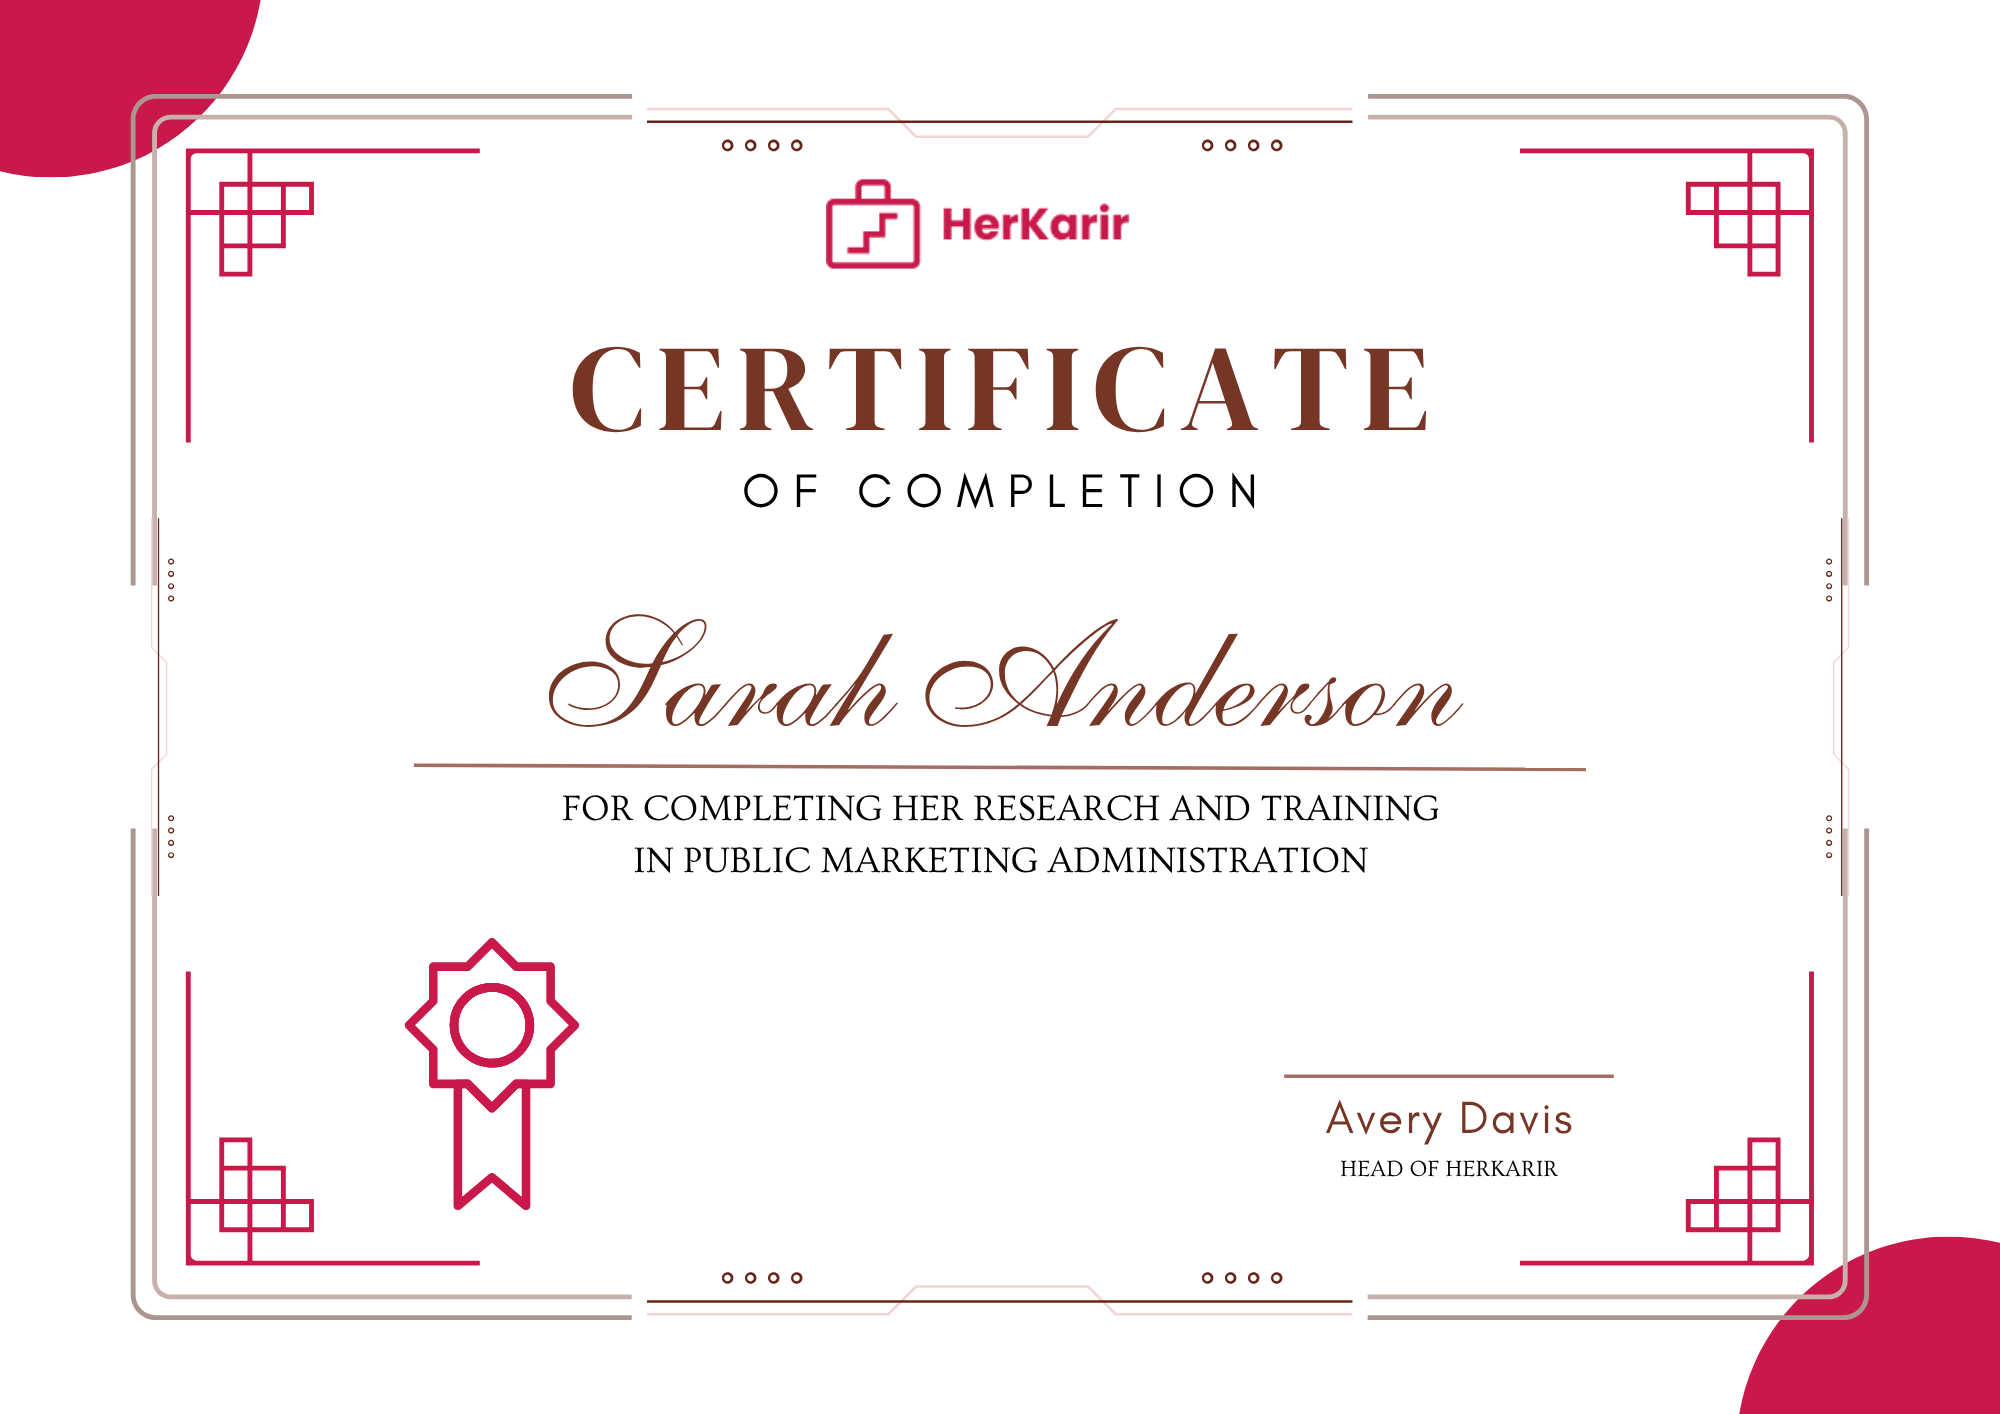 HerKarir
CERTIFICATE
OF COMPLETION
Sarah Anderson
FOR COMPLETING HER RESEARCH AND TRAINING
IN PUBLIC MARKETING ADMINISTRATION
Avery Davis
HEAD OF HERKARIR